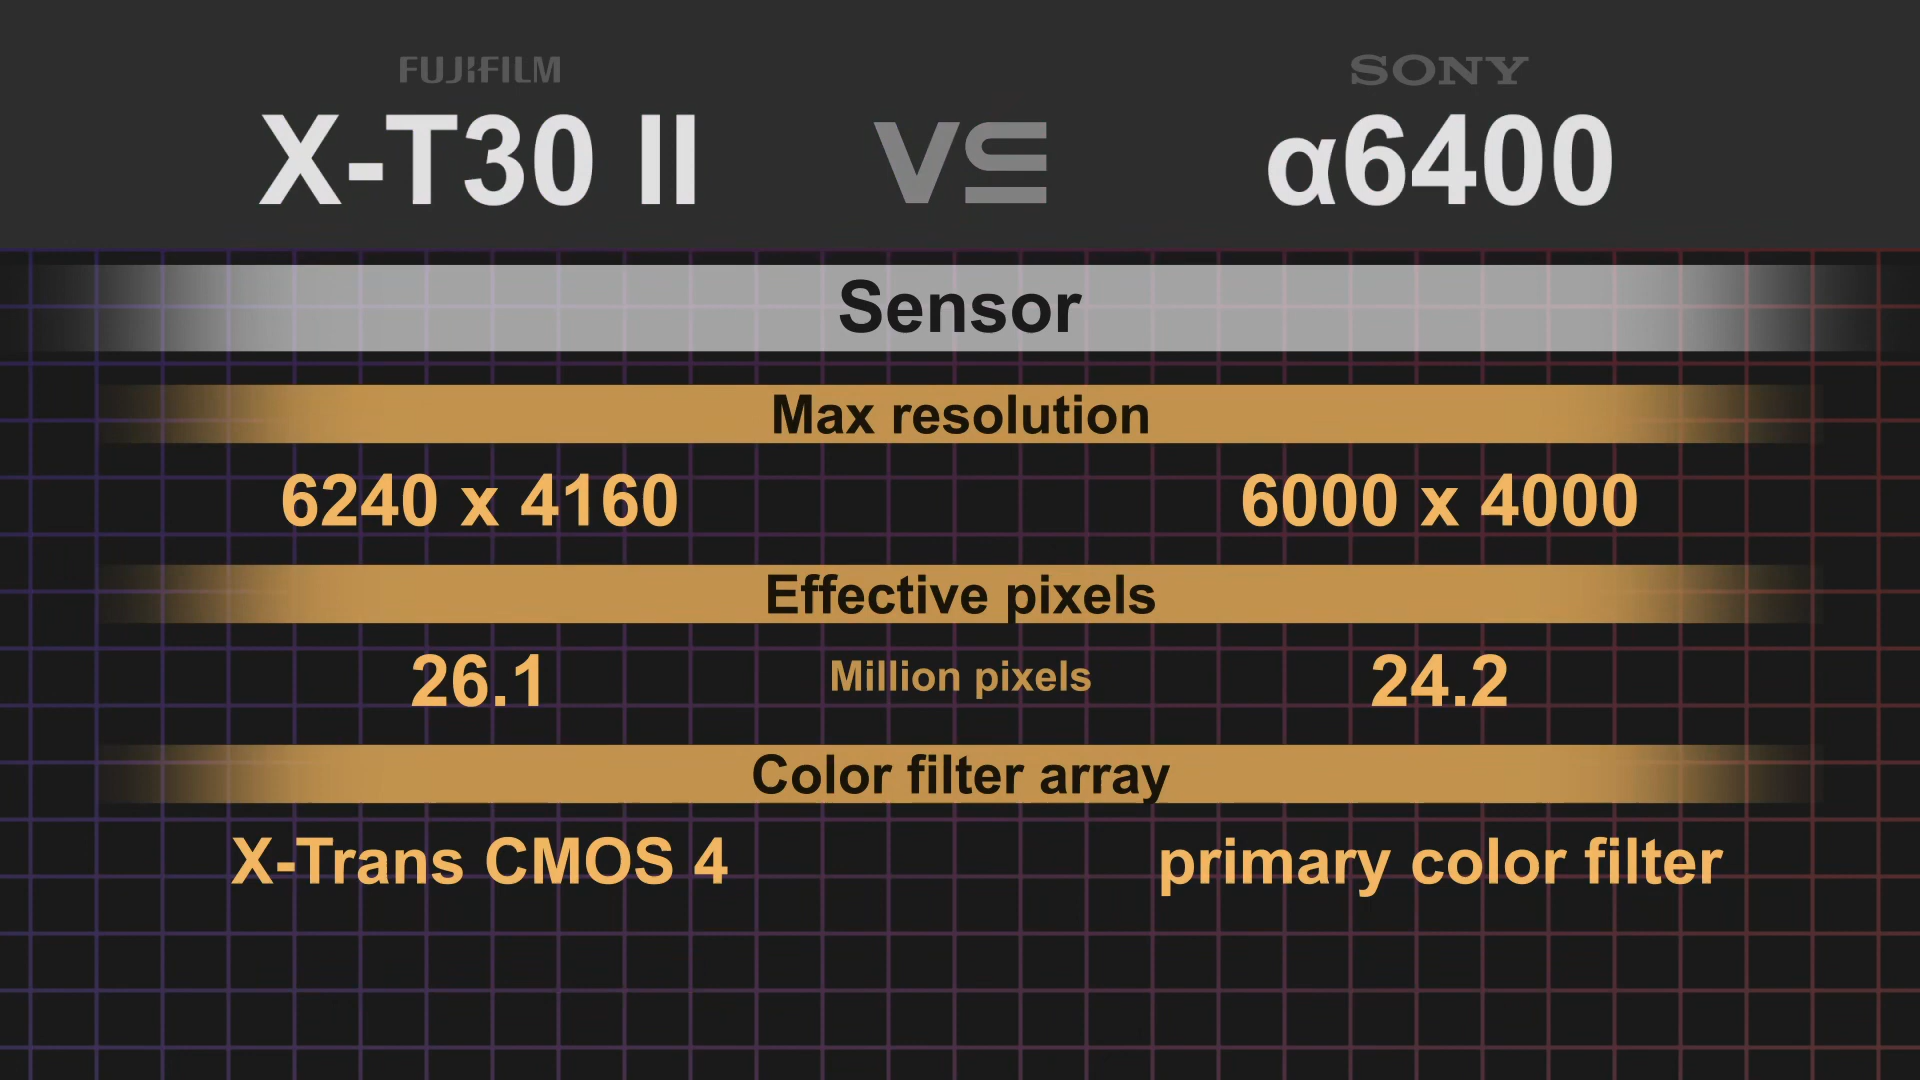 FUJIFILM
X-T30 II
VS
SONY
α6400
Sensor
Max resolution
6240 x 4160
6000 x 4000
Effective pixels
26.1
Million pixels
24.2
Color filter array
X-Trans CMOS 4
primary color filter